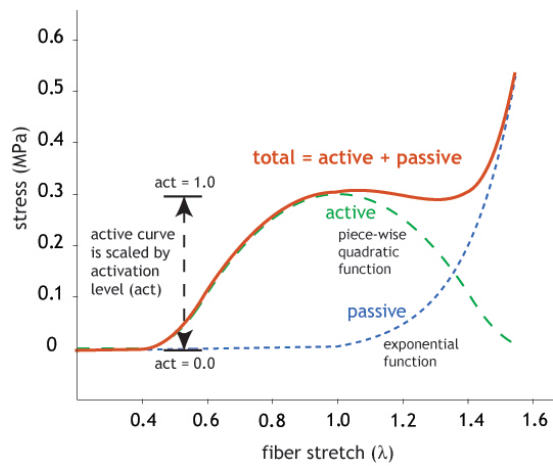 0.6
0.5
0.4
0.3
0.2
0.1
0
stress (MPa)
total = active + passive
act = 1.0
active curve
is scaled by
activation
level (act)
act = 0.0
active
piece-wise
quadratic
function
passive
exponential
function
0.4
0.6
0.8
1.0
1.2
1.4
1.6
fiber stretch (λ)